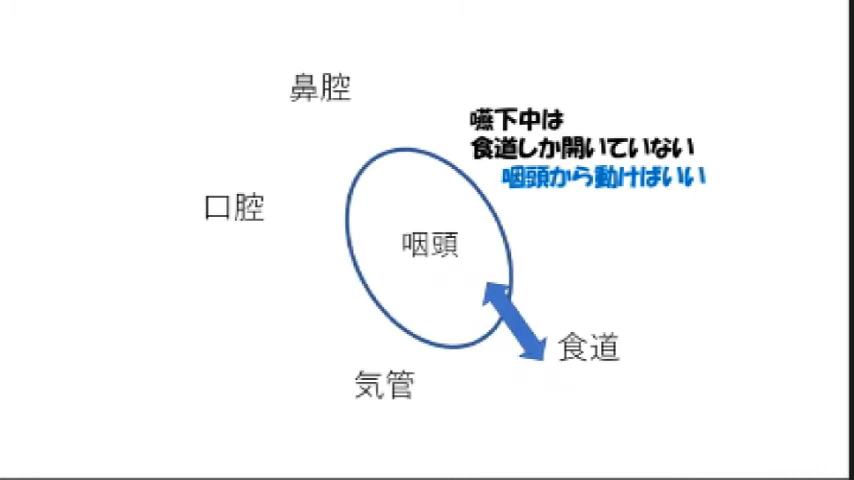 鼻腔
嚥下中は
食道しか開いていない
咽頭から動けばいい
口腔
咽頭
食道
気管